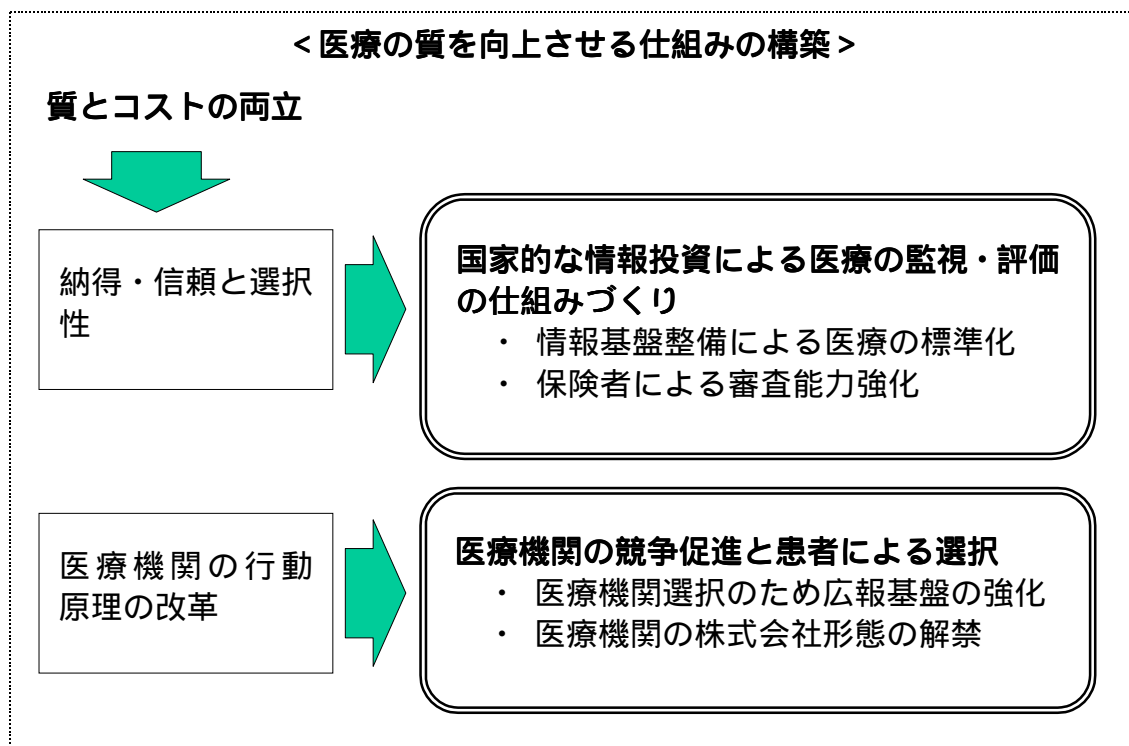 <医療の質を向上させる仕組みの構築>
質とコストの両立
納得・信頼と選択
性
国家的な情報投資による医療の監視・評価
の仕組みづくり
・ 情報基盤整備による医療の標準化
・ 保険者による審査能力強化
医療機関の行動
原理の改革
医療機関の競争促進と患者による選択
・ 医療機関選択のため広報基盤の強化
・ 医療機関の株式会社形態の解禁